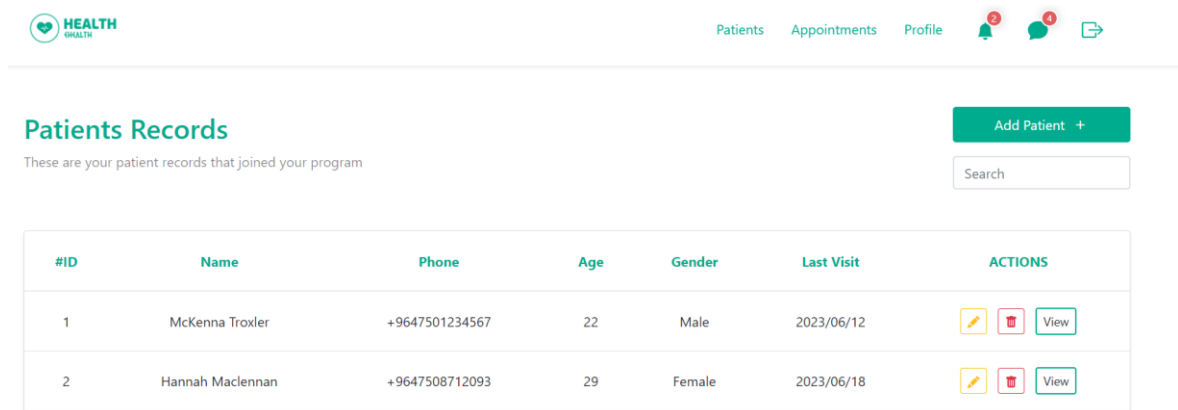 HEALTH
Patients Appointments Profile 2 4
Patients Records
Add Patient +
These are your patient records that joined your program
Search
#ID Name Phone Age Gender Last Visit ACTIONS
1 McKenna Troxler +9647501234567 22 Male 2023/06/12 View
2 Hannah Maclennan +9647508712093 29 Female 2023/06/18 View